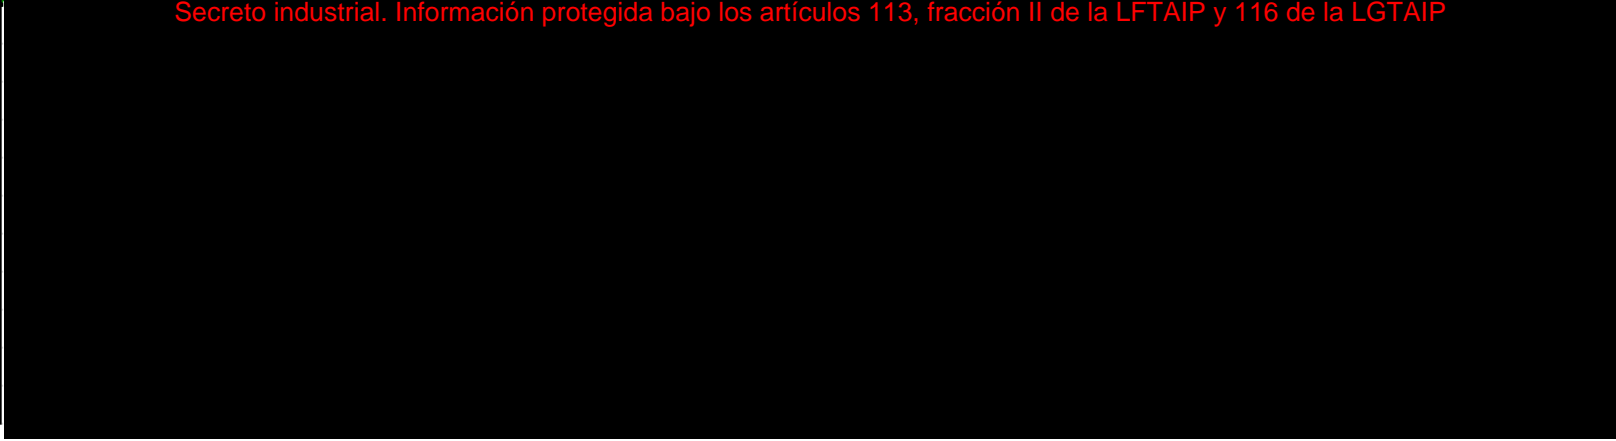 Secreto industrial. Información protegida bajo los artículos 113, fracción II de la LFTAIP y 116 de la LGTAIP